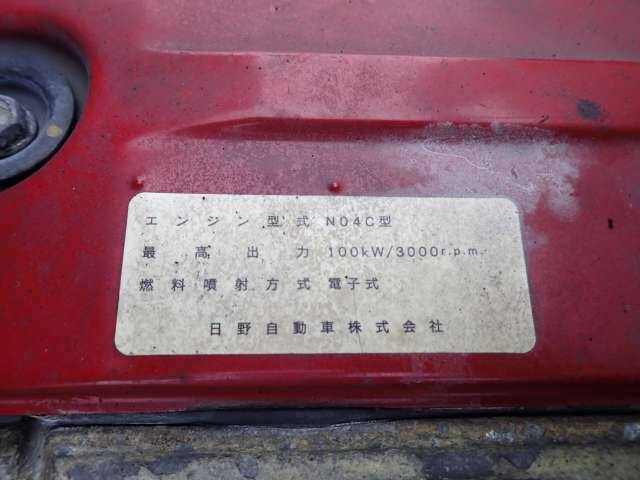 エンジン型式 N04C型
最高出力 100kW/3000r.p.m.
燃料噴射方式 電子式
日野自動車株式会社